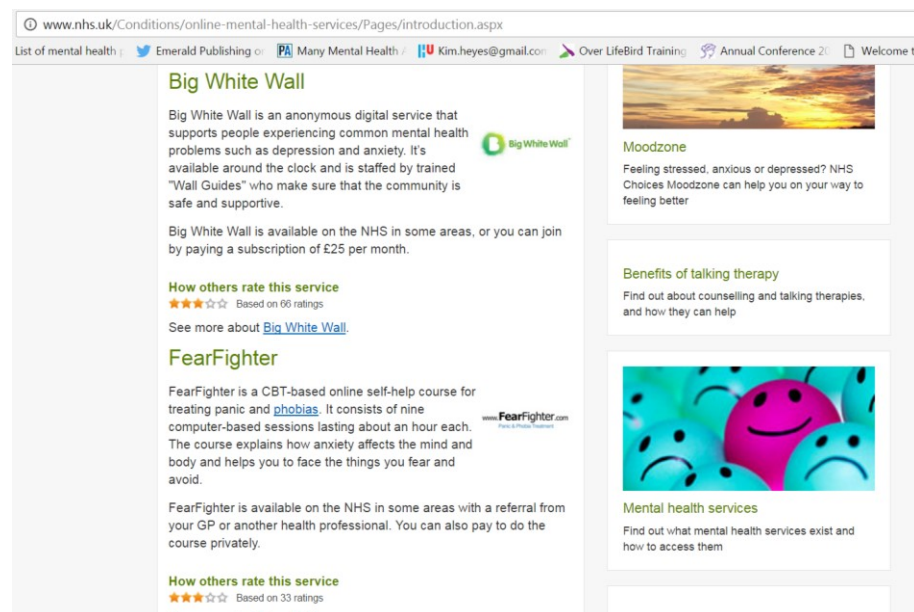 www.nhs.uk/Conditions/online-mental-health-services/Pages/introduction.aspx
List of mental health
Emerald Publishing
PA Many Mental Health
Kim.heyes@gmail.com
Over LifeBird Training
Annual Conference 20
Welcome t
Big White Wall
Big White Wall is an anonymous digital service that
supports people experiencing common mental health
problems such as depression and anxiety. It's
available around the clock and is staffed by trained
"Wall Guides" who make sure that the community is
safe and supportive.
Big White Wall
Big White Wall is available on the NHS in some areas, or you can join
by paying a subscription of £25 per month.
How others rate this service
Based on 66 ratings
See more about Big White Wall.
FearFighter
FearFighter is a CBT-based online self-help course for
treating panic and phobias. It consists of nine
computer-based sessions lasting about an hour each.
The course explains how anxiety affects the mind and
body and helps you to face the things you fear and
avoid.
www.FearFighter.com
Panic & Phobia Treatment
FearFighter is available on the NHS in some areas with a referral from
your GP or another health professional. You can also pay to do the
course privately.
How others rate this service
Based on 33 ratings
Moodzone
Feeling stressed, anxious or depressed? NHS
Choices Moodzone can help you on your way to
feeling better
Benefits of talking therapy
Find out about counselling and talking therapies,
and how they can help
Mental health services
Find out what mental health services exist and
how to access them